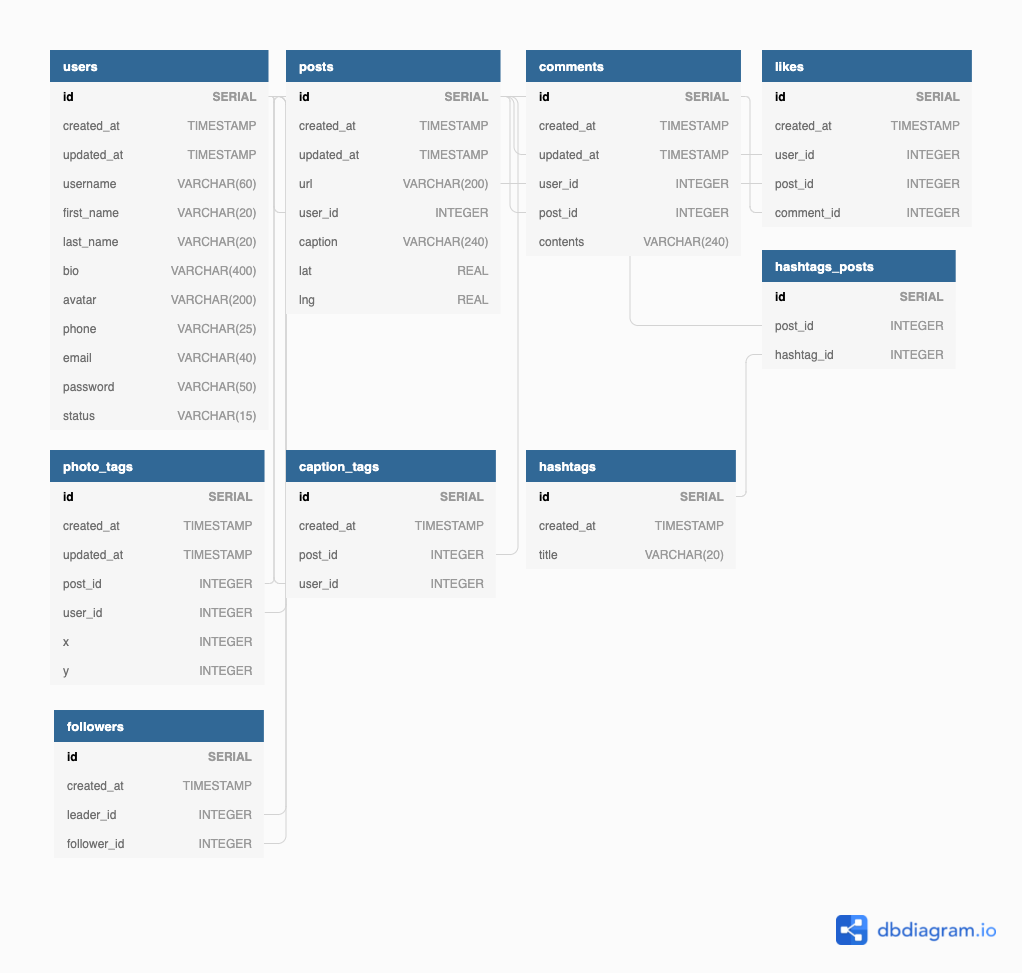 users
id SERIAL
created_at TIMESTAMP
updated_at TIMESTAMP
username VARCHAR(60)
first_name VARCHAR(20)
last_name VARCHAR(20)
bio VARCHAR(400)
avatar VARCHAR(200)
phone VARCHAR(25)
email VARCHAR(40)
password VARCHAR(50)
status VARCHAR(15)
posts
id SERIAL
created_at TIMESTAMP
updated_at TIMESTAMP
url VARCHAR(200)
user_id INTEGER
caption VARCHAR(240)
lat REAL
lng REAL
comments
id SERIAL
created_at TIMESTAMP
updated_at TIMESTAMP
user_id INTEGER
post_id INTEGER
contents VARCHAR(240)
likes
id SERIAL
created_at TIMESTAMP
user_id INTEGER
post_id INTEGER
comment_id INTEGER
hashtags_posts
id SERIAL
post_id INTEGER
hashtag_id INTEGER
photo_tags
id SERIAL
created_at TIMESTAMP
updated_at TIMESTAMP
post_id INTEGER
user_id INTEGER
x INTEGER
y INTEGER
caption_tags
id SERIAL
created_at TIMESTAMP
post_id INTEGER
user_id INTEGER
hashtags
id SERIAL
created_at TIMESTAMP
title VARCHAR(20)
followers
id SERIAL
created_at TIMESTAMP
leader_id INTEGER
follower_id INTEGER
dbdiagram.io